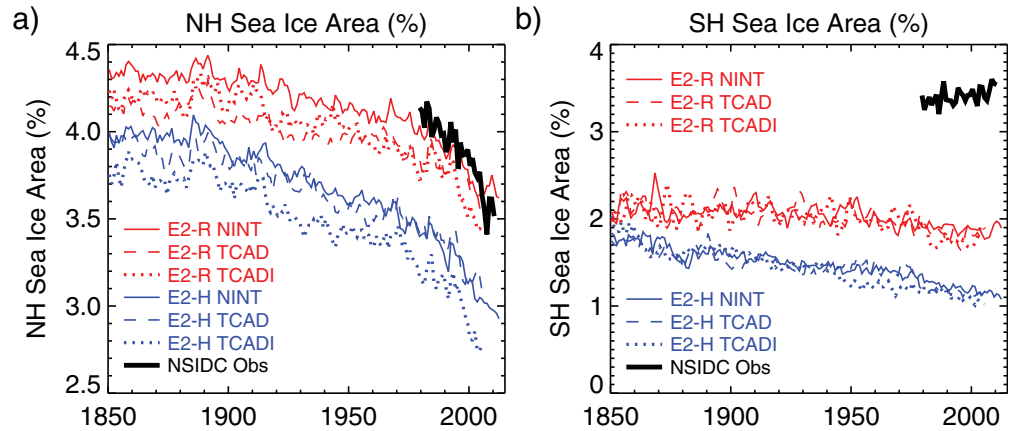 a)
NH Sea Ice Area (%)
NH Sea Ice Area (%)
4.5
4.0
3.5
3.0
2.5
E2-R NINT
E2-R TCAD
E2-R TCADI
E2-H NINT
E2-H TCAD
E2-H TCADI
NSIDC Obs
1850 1900 1950 2000
b)
SH Sea Ice Area (%)
SH Sea Ice Area (%)
4
3
2
1
0
E2-R NINT
E2-R TCAD
E2-R TCADI
E2-H NINT
E2-H TCAD
E2-H TCADI
NSIDC Obs
1850 1900 1950 2000